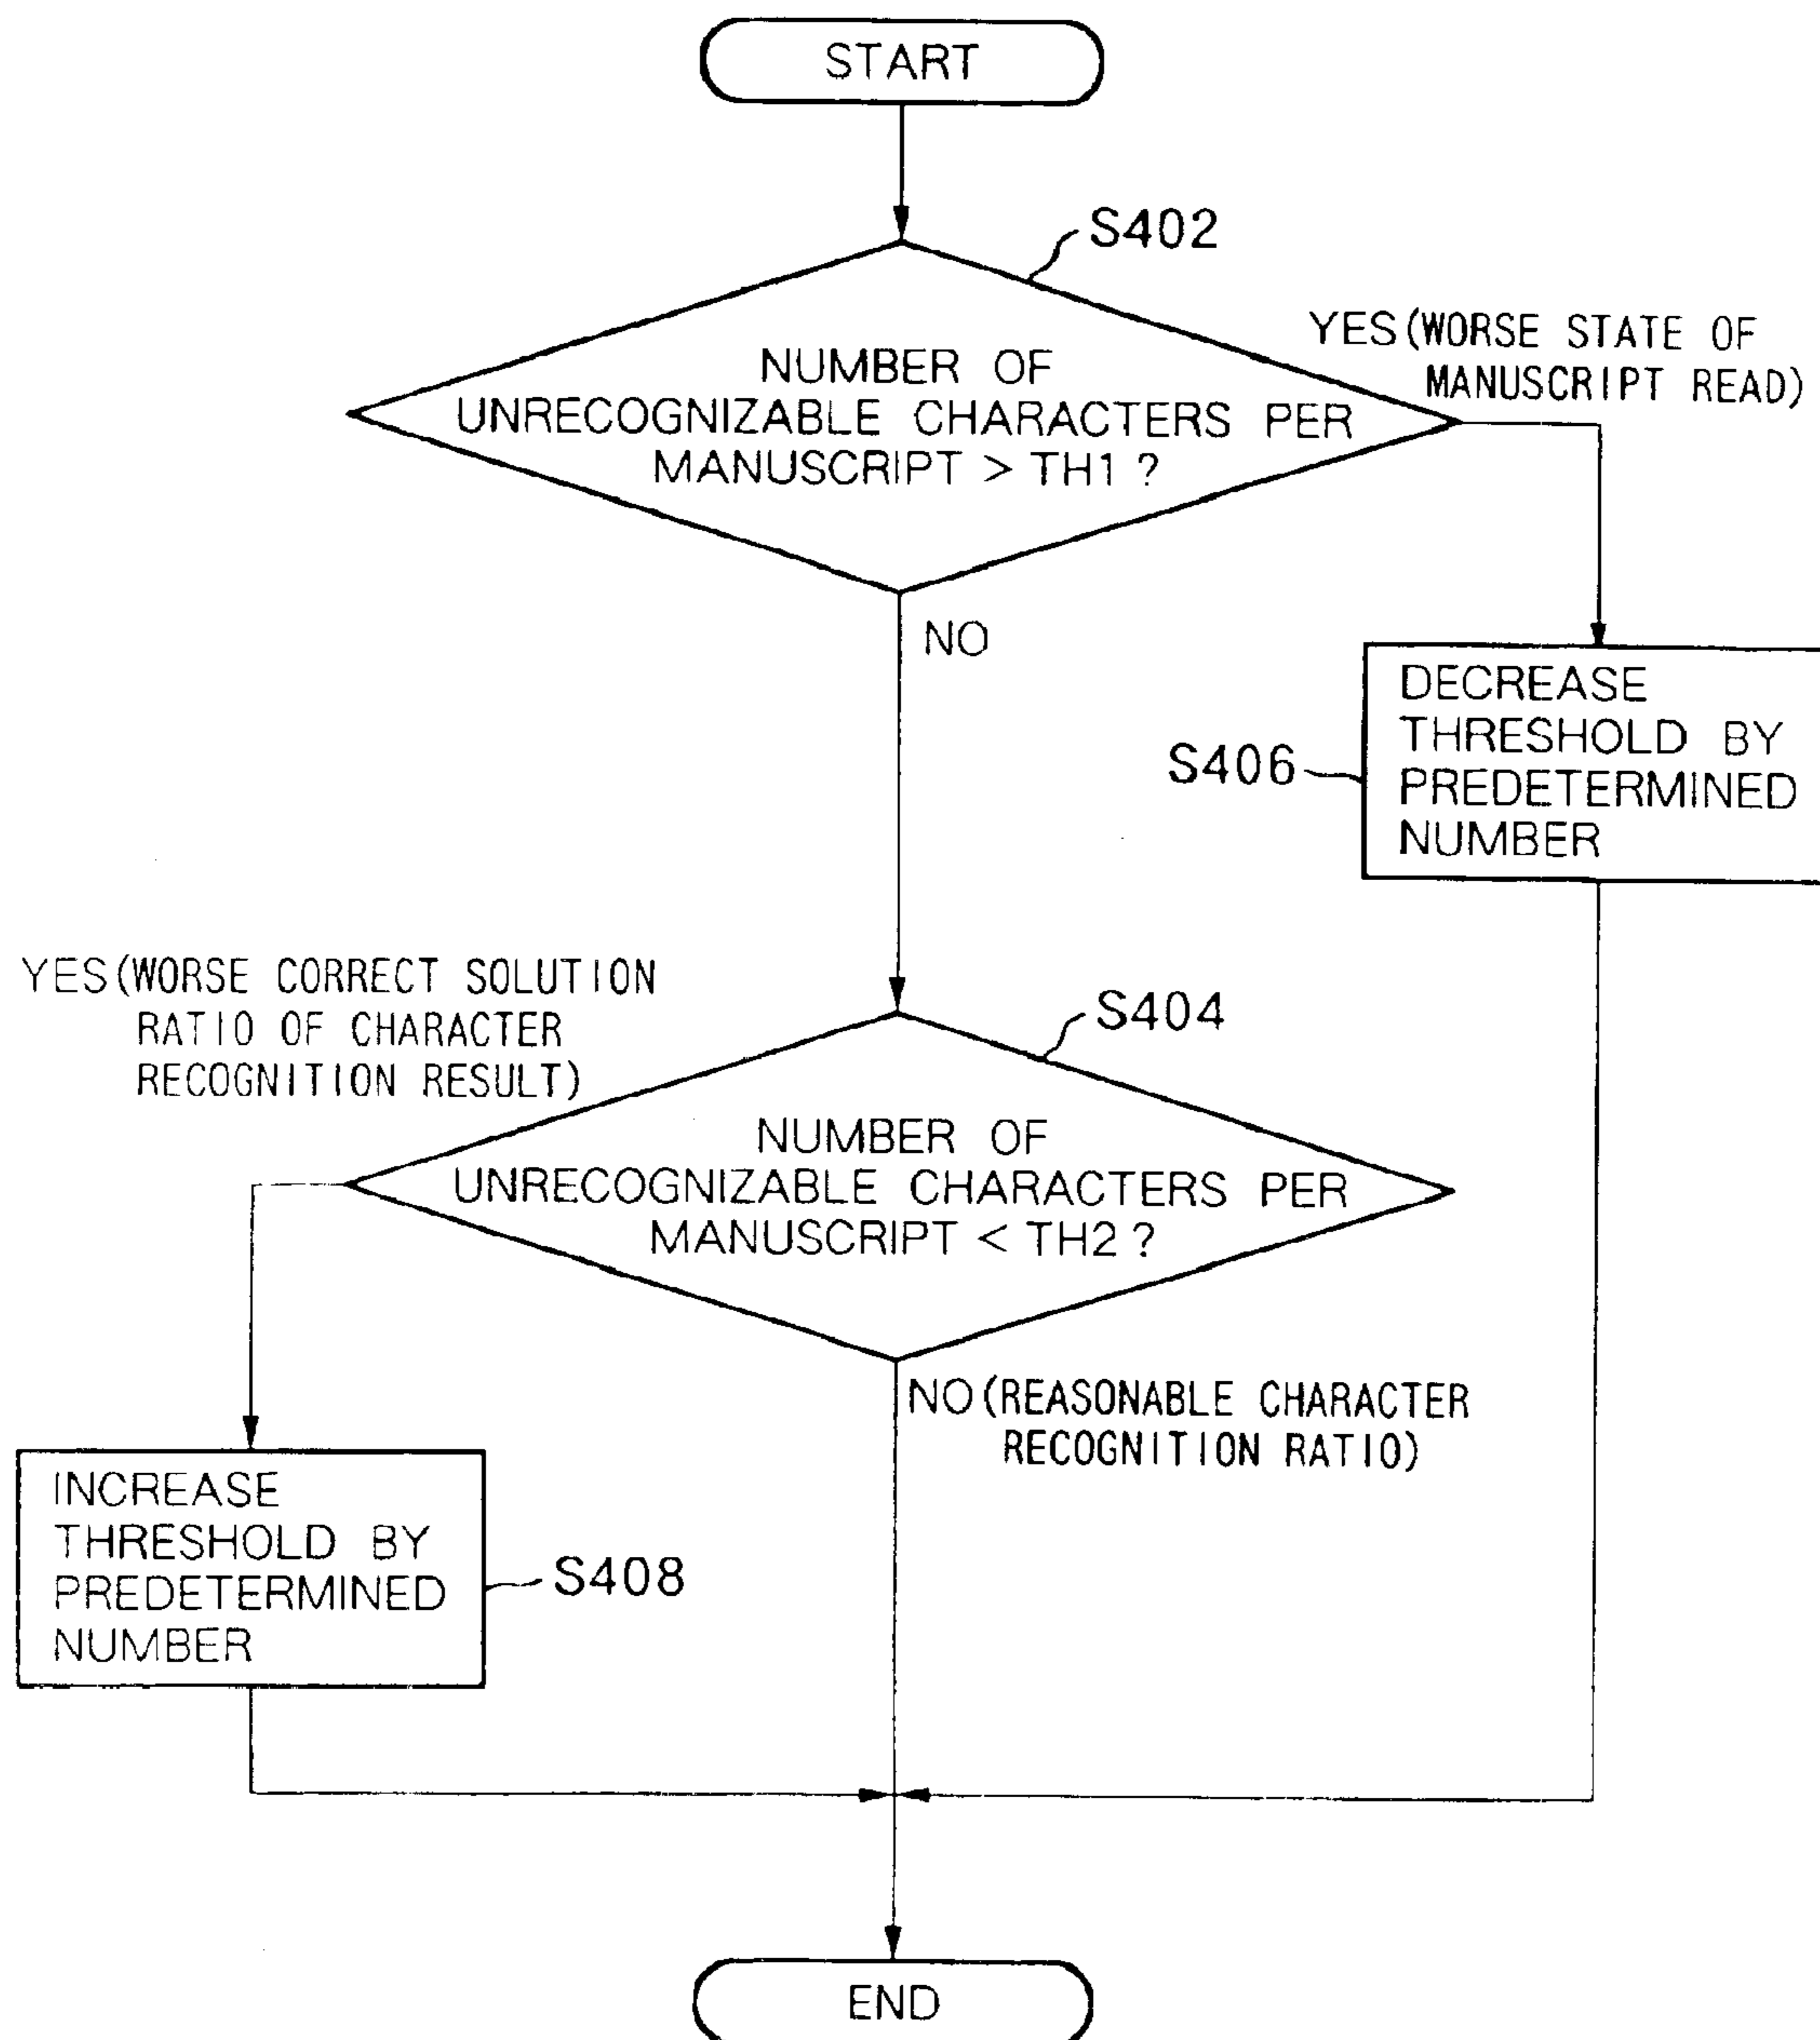 START
S402
NUMBER OF
UNRECOGNIZABLE CHARACTERS PER
MANUSCRIPT > TH1 ?
YES (WORSE STATE OF
MANUSCRIPT READ)
NO
S406
DECREASE
THRESHOLD BY
PREDETERMINED
NUMBER
YES (WORSE CORRECT SOLUTION
RATIO OF CHARACTER
RECOGNITION RESULT)
S404
NUMBER OF
UNRECOGNIZABLE CHARACTERS PER
MANUSCRIPT < TH2 ?
NO (REASONABLE CHARACTER
RECOGNITION RATIO)
INCREASE
THRESHOLD BY
PREDETERMINED
NUMBER
S408
END